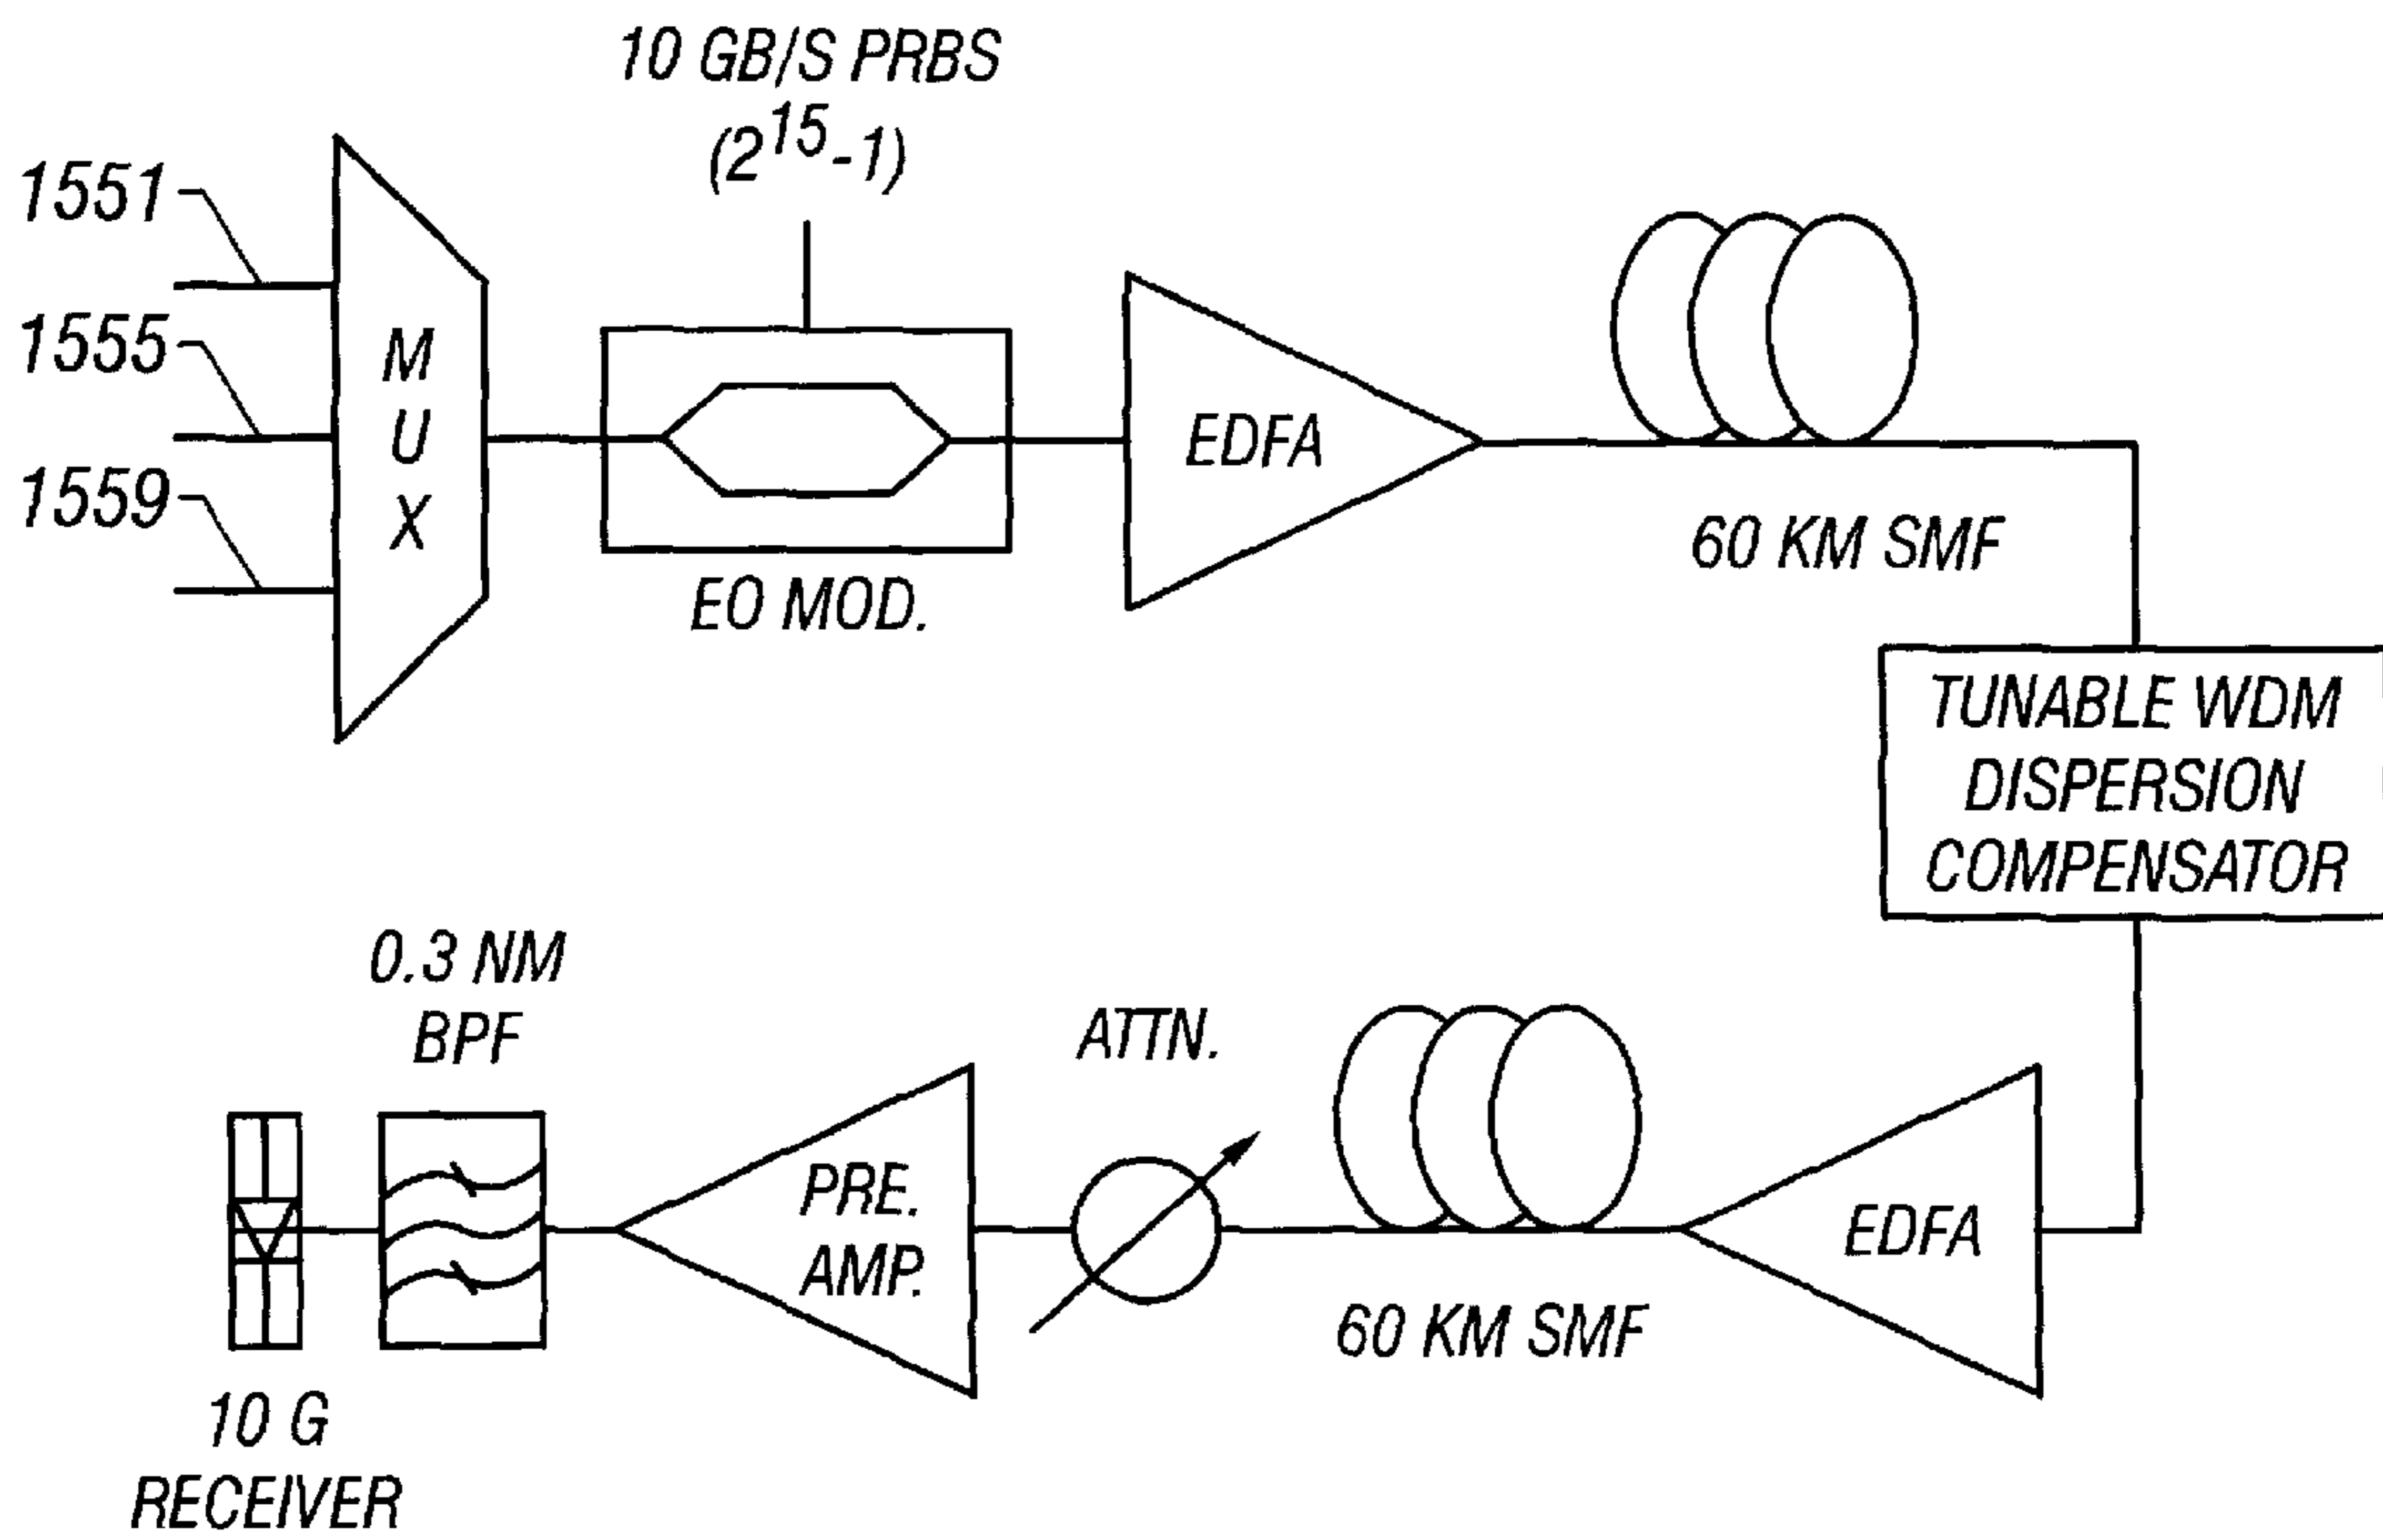 10 GB/S PRBS
(2^15-1)
1551
1555
1559
M
U
X
EO MOD.
EDFA
60 KM SMF
TUNABLE WDM
DISPERSION
COMPENSATOR
0.3 NM
BPF
ATTN.
PRE.
AMP.
EDFA
60 KM SMF
10 G
RECEIVER